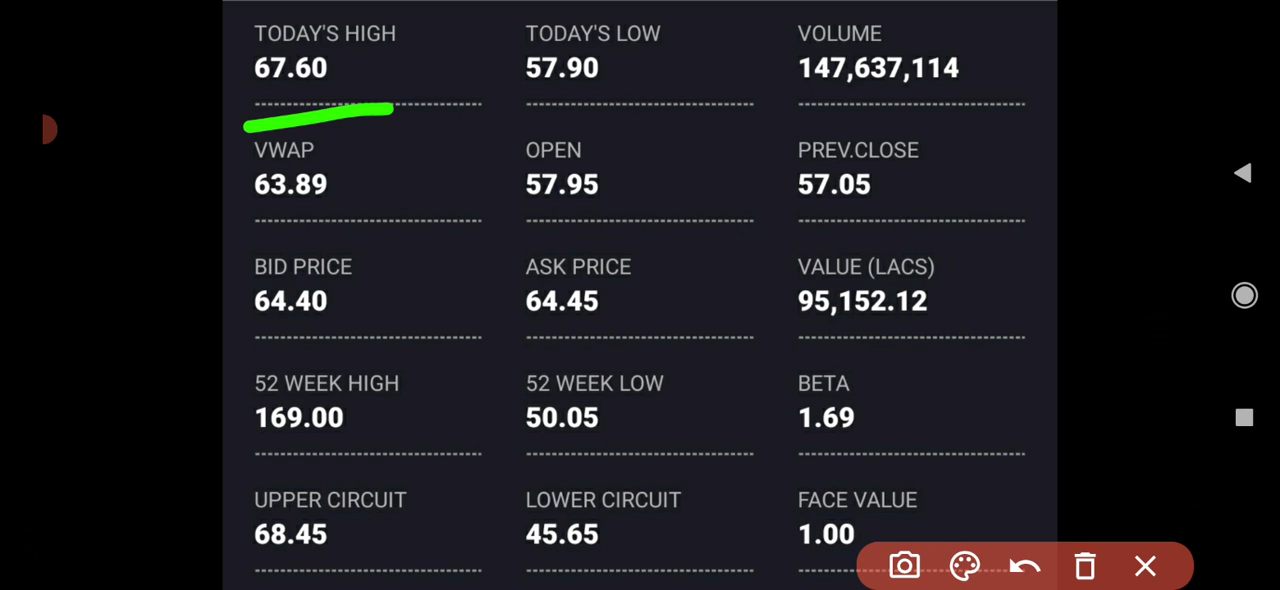 TODAY'S HIGH TODAY'S LOW VOLUME
67.60 57.90 147,637,114
VWAP OPEN PREV.CLOSE
63.89 57.95 57.05
BID PRICE ASK PRICE VALUE (LACS)
64.40 64.45 95,152.12
52 WEEK HIGH 52 WEEK LOW BETA
169.00 50.05 1.69
UPPER CIRCUIT LOWER CIRCUIT FACE VALUE
68.45 45.65 1.00